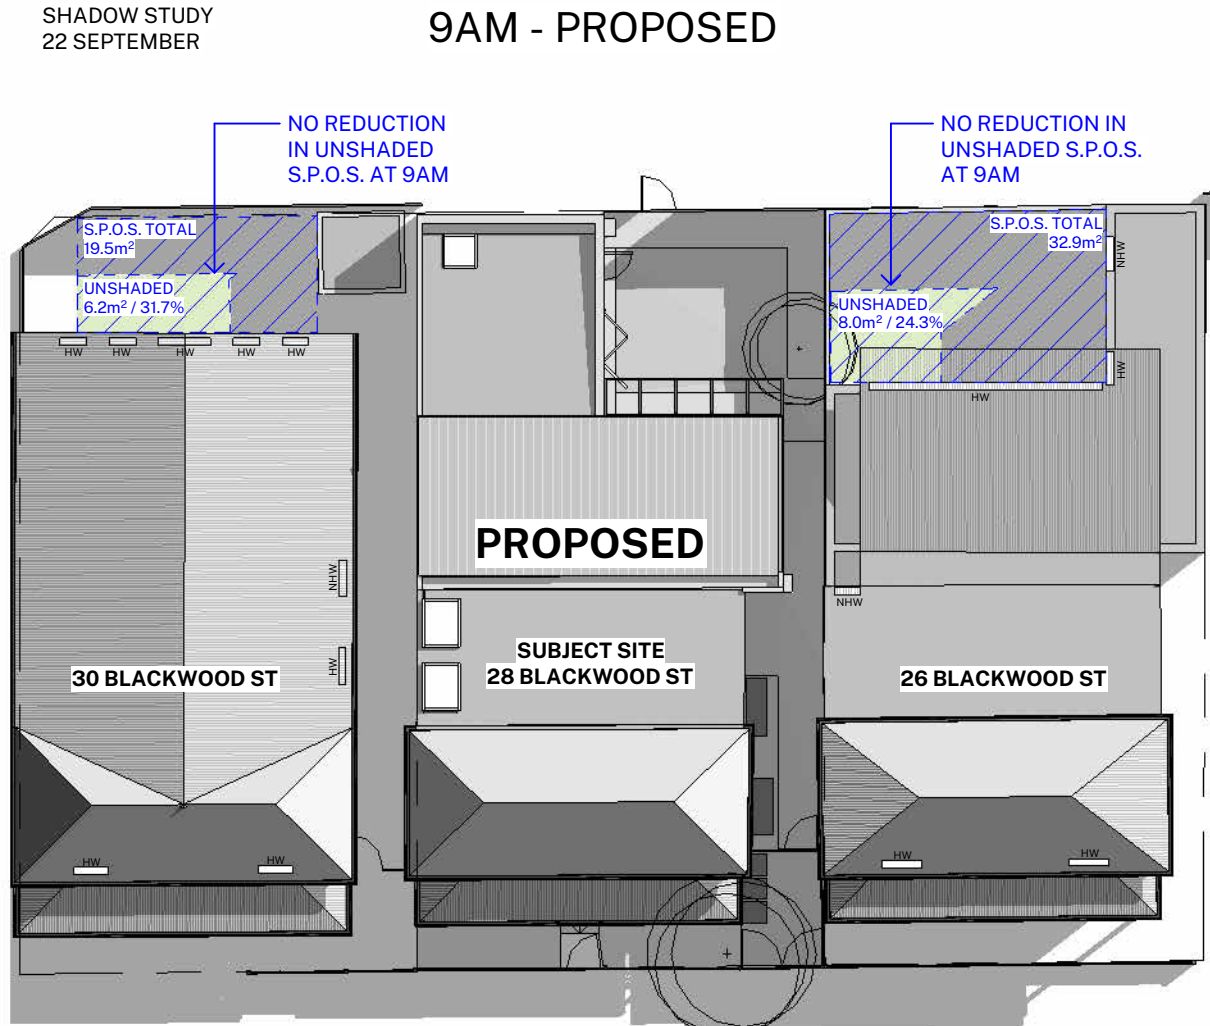 SHADOW STUDY
22 SEPTEMBER
9AM - PROPOSED
NO REDUCTION
IN UNSHADED
S.P.O.S. AT 9AM
NO REDUCTION IN
UNSHADED S.P.O.S.
AT 9AM
S.P.O.S. TOTAL
19.5m²
UNSHADED
6.2m² / 31.7%
S.P.O.S. TOTAL
32.9m²
UNSHADED
8.0m² / 24.3%
NHW
HW
HW
HW
HW
HW
HW
HW
PROPOSED
NHW
NHW
HW
30 BLACKWOOD ST
SUBJECT SITE
28 BLACKWOOD ST
26 BLACKWOOD ST
HW
HW
HW
HW